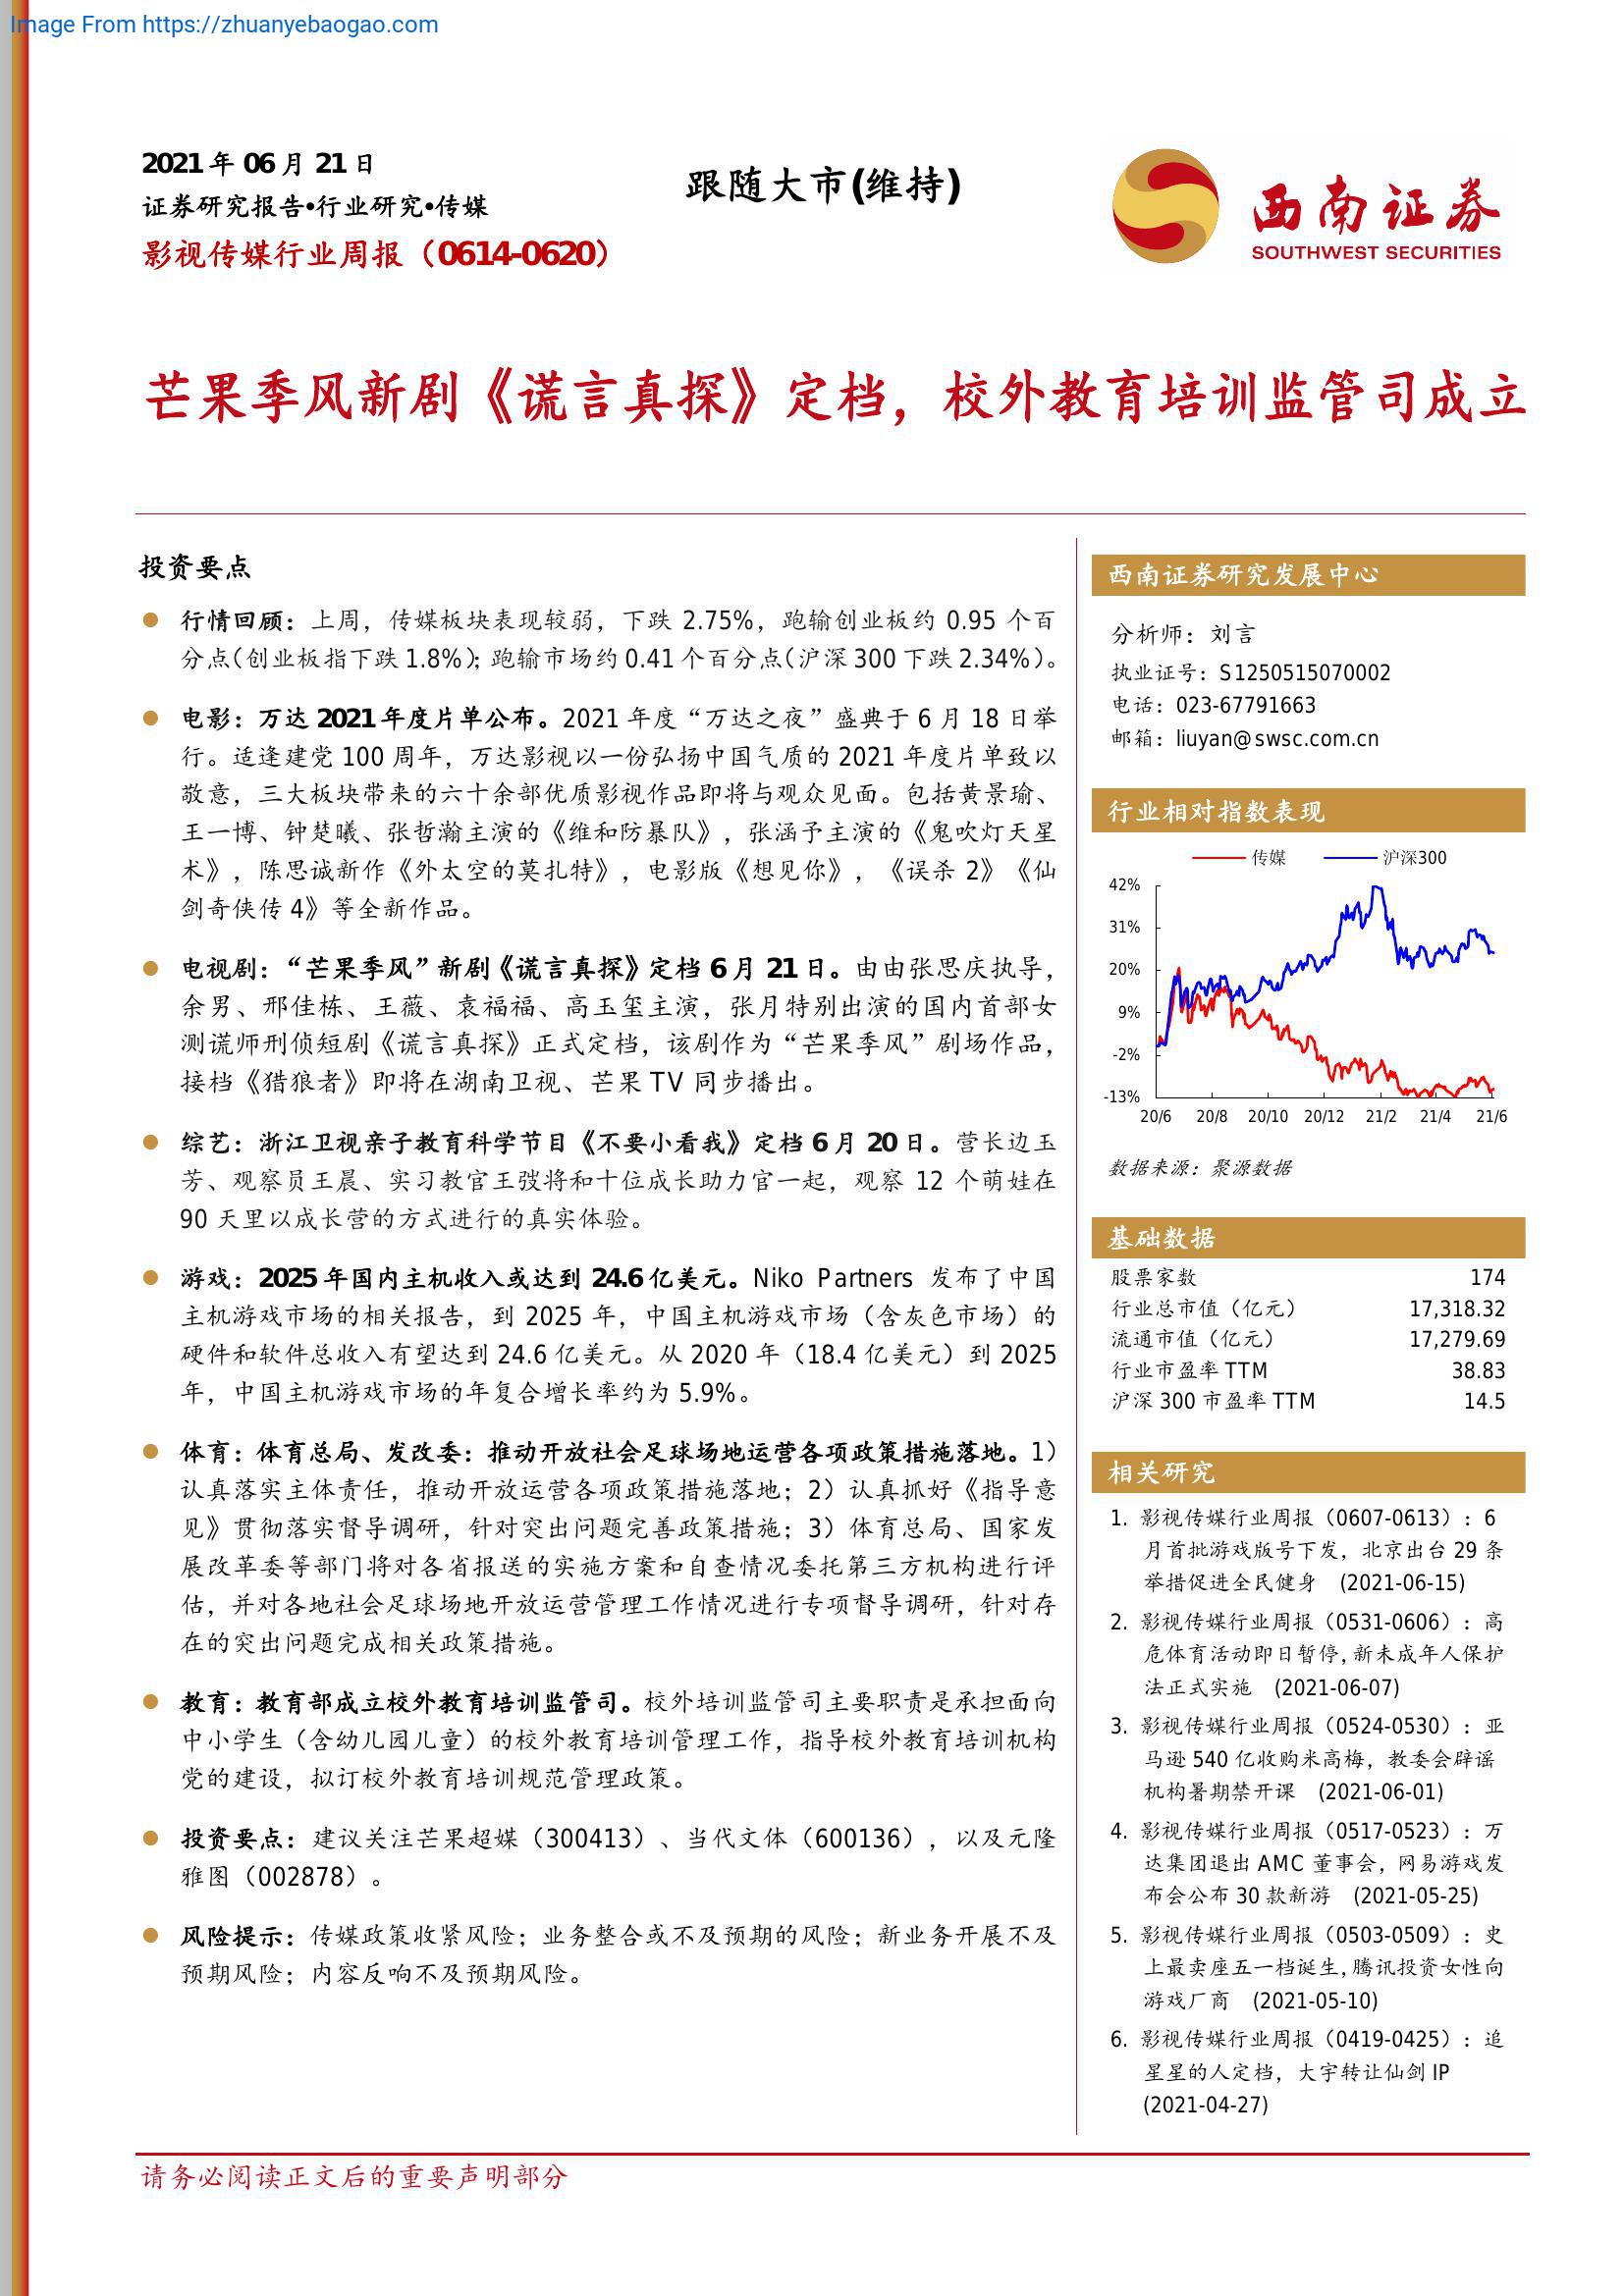 Image From https://zhuanyebaogao.com
2021 年 06 月 21 日
证券研究报告•行业研究•传媒
影视传媒行业周报（0614-0620）
跟随大市(维持)
西南证券
SOUTHWEST SECURITIES
芒果季风新剧《谎言真探》定档，校外教育培训监管司成立
投资要点
行情回顾：上周，传媒板块表现较弱，下跌 2.75%，跑输创业板约 0.95 个百
分点（创业板指下跌 1.8%）；跑输市场约 0.41 个百分点（沪深 300 下跌 2.34%）。
电影：万达 2021 年度片单公布。2021 年度“万达之夜”盛典于 6 月 18 日举
行。适逢建党 100 周年，万达影视以一份弘扬中国气质的 2021 年度片单致以
敬意，三大板块带来的六十余部优质影视作品即将与观众见面。包括黄景瑜、
王一博、钟楚曦、张哲瀚主演的《维和防暴队》，张涵予主演的《鬼吹灯天星
术》，陈思诚新作《外太空的莫扎特》，电影版《想见你》，《误杀 2》《仙
剑奇侠传 4》等全新作品。
电视剧：“芒果季风”新剧《谎言真探》定档 6 月 21 日。由由张思庆执导，
余男、邢佳栋、王薇、袁福福、高玉玺主演，张月特别出演的国内首部女
测谎师刑侦短剧《谎言真探》正式定档，该剧作为“芒果季风”剧场作品，
接档《猎狼者》即将在湖南卫视、芒果 TV 同步播出。
综艺：浙江卫视亲子教育科学节目《不要小看我》定档 6 月 20 日。营长边玉
芳、观察员王晨、实习教官王弢将和十位成长助力官一起，观察 12 个萌娃在
90 天里以成长营的方式进行的真实体验。
游戏：2025 年国内主机收入或达到 24.6 亿美元。Niko Partners 发布了中国
主机游戏市场的相关报告，到 2025 年，中国主机游戏市场（含灰色市场）的
硬件和软件总收入有望达到 24.6 亿美元。从 2020 年（18.4 亿美元）到 2025
年，中国主机游戏市场的年复合增长率约为 5.9%。
体育：体育总局、发改委：推动开放社会足球场地运营各项政策措施落地。1）
认真落实主体责任，推动开放运营各项政策措施落地；2）认真抓好《指导意
见》贯彻落实督导调研，针对突出问题完善政策措施；3）体育总局、国家发
展改革委等部门将对各省报送的实施方案和自查情况委托第三方机构进行评
估，并对各地社会足球场地开放运营管理工作情况进行专项督导调研，针对存
在的突出问题完成相关政策措施。
教育：教育部成立校外教育培训监管司。校外培训监管司主要职责是承担面向
中小学生（含幼儿园儿童）的校外教育培训管理工作，指导校外教育培训机构
党的建设，拟订校外教育培训规范管理政策。
投资要点：建议关注芒果超媒（300413）、当代文体（600136），以及元隆
雅图（002878）。
风险提示：传媒政策收紧风险；业务整合或不及预期的风险；新业务开展不及
预期风险；内容反响不及预期风险。
西南证券研究发展中心
分析师：刘言
执业证号：S1250515070002
电话：023-67791663
邮箱：liuyan@swsc.com.cn
行业相对指数表现
传媒 沪深300
42%
31%
20%
9%
-2%
-13%
20/6 20/8 20/10 20/12 21/2 21/4 21/6
数据来源：聚源数据
基础数据
股票家数 174
行业总市值（亿元） 17,318.32
流通市值（亿元） 17,279.69
行业市盈率 TTM 38.83
沪深 300 市盈率 TTM 14.5
相关研究
1. 影视传媒行业周报（0607-0613）：6
月首批游戏版号下发，北京出台 29 条
举措促进全民健身 (2021-06-15)
2. 影视传媒行业周报（0531-0606）：高
危体育活动即日暂停，新未成年人保护
法正式实施 (2021-06-07)
3. 影视传媒行业周报（0524-0530）：亚
马逊 540 亿收购米高梅，教委会辟谣
机构暑期禁开课 (2021-06-01)
4. 影视传媒行业周报（0517-0523）：万
达集团退出 AMC 董事会，网易游戏发
布会公布 30 款新游 (2021-05-25)
5. 影视传媒行业周报（0503-0509）：史
上最卖座五一档诞生，腾讯投资女性向
游戏厂商 (2021-05-10)
6. 影视传媒行业周报（0419-0425）：追
星星的人定档，大宇转让仙剑 IP
(2021-04-27)
请务必阅读正文后的重要声明部分